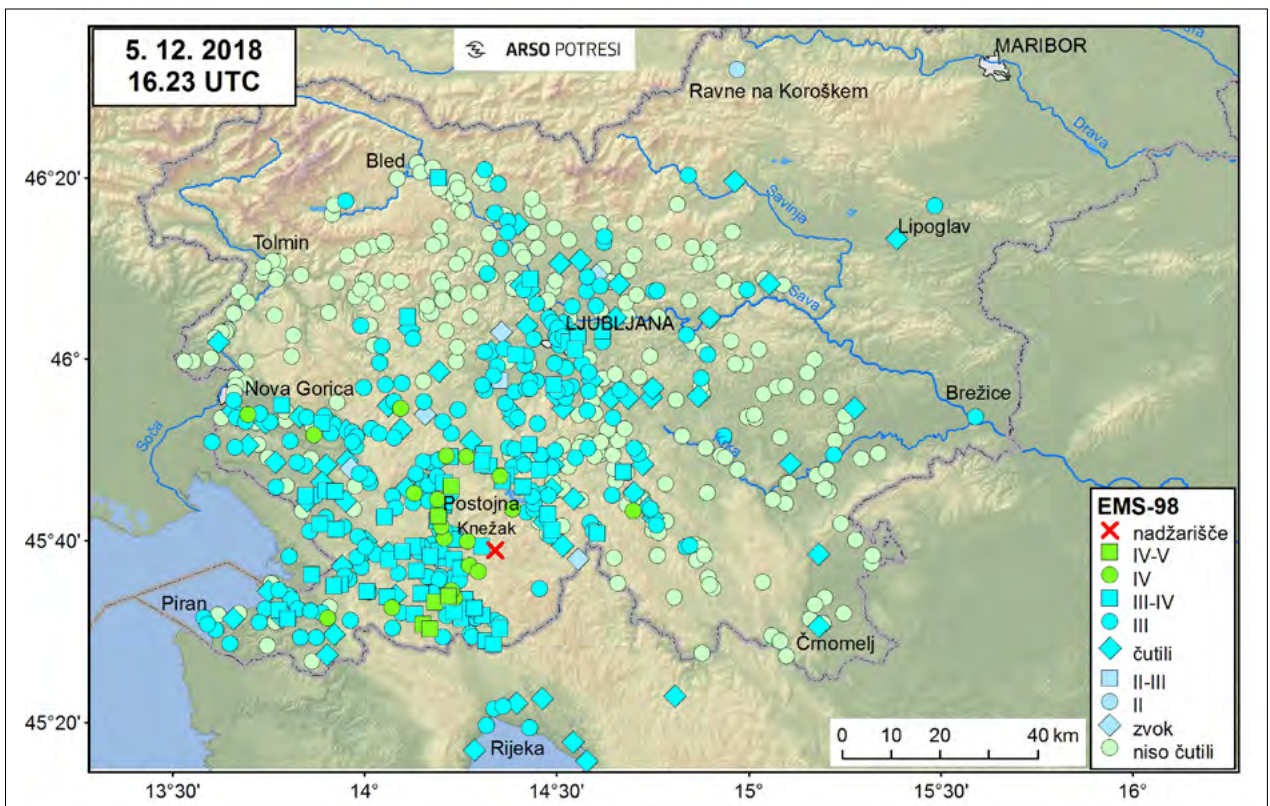 5. 12. 2018
16.23 UTC
ARSO POTRESI
MARIBOR
Ravne na Koroškem
Drava
Bled
46°20'
Savinja
Lipoglav
Tolmin
Sava
LJUBLJANA
46°
Nova Gorica
Brežice
Soča
Krka
Postojna
Knežak
45°40'
Piran
Črnomelj
45°20'
Rijeka
EMS-98
nadžarišče
IV-V
IV
III-IV
III
čutili
II-III
II
zvok
niso čutili
0 10 20 40 km
13°30' 14° 14°30' 15° 15°30' 16°